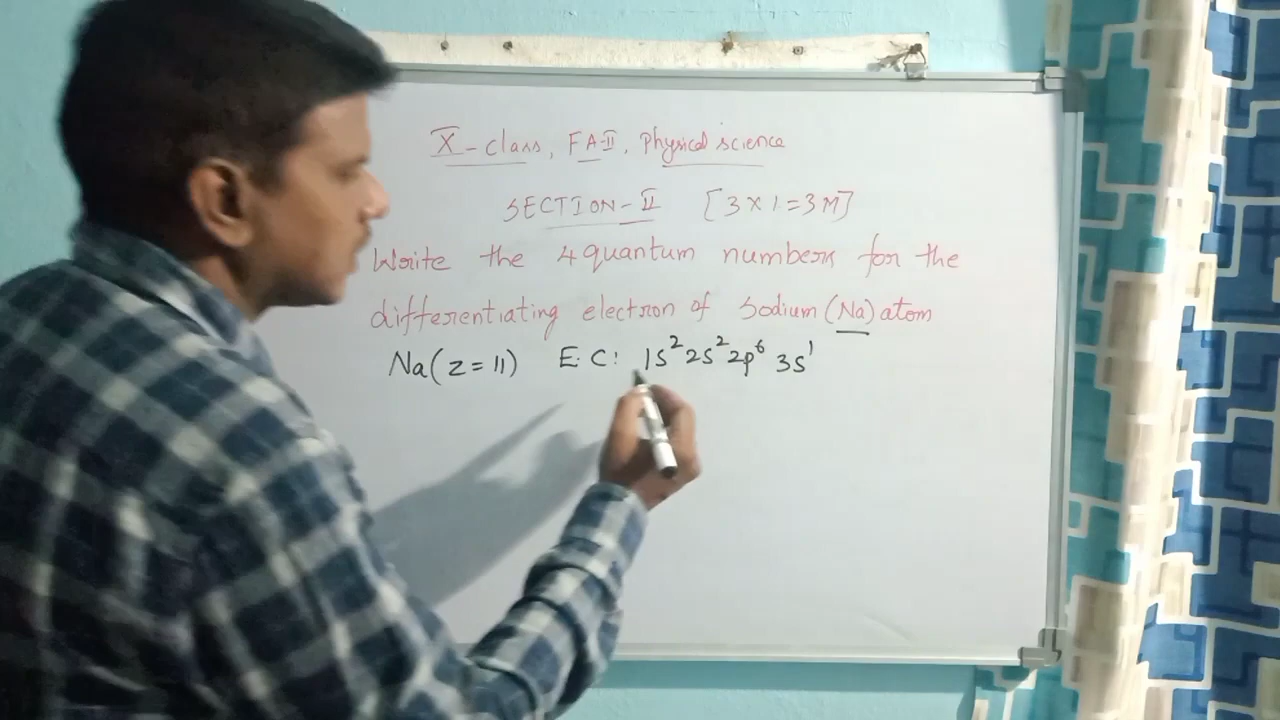 X - class, FA-II, Physical science
SECTION - II [3 X 1 = 3 M]
Write the 4 quantum numbers for the
differentiating electron of Sodium (Na) atom
Na (Z = 11) E.C: 1s² 2s² 2p⁶ 3s¹